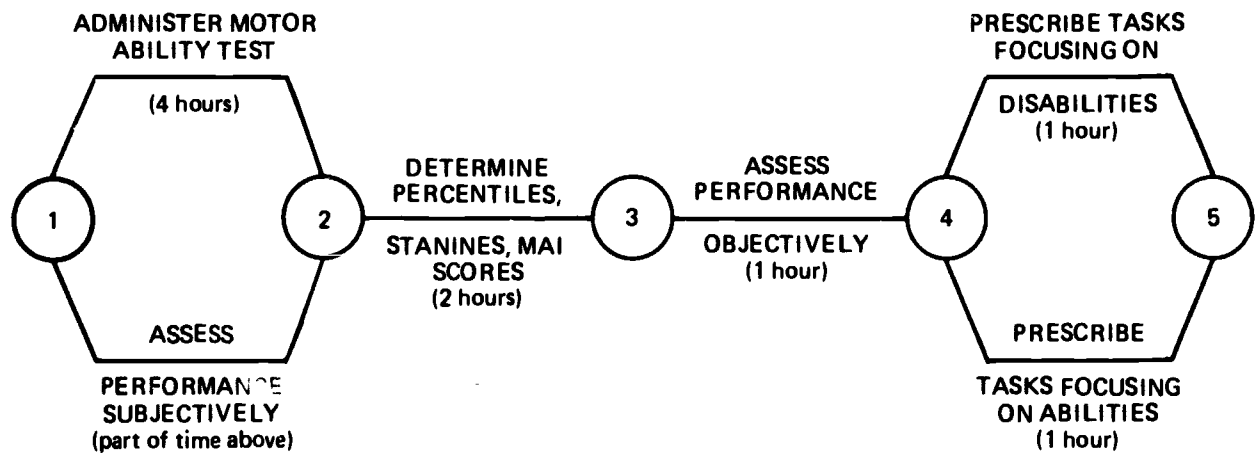 ADMINISTER MOTOR
ABILITY TEST
(4 hours)
1
ASSESS
PERFORMANCE
SUBJECTIVELY
(part of time above)
2
DETERMINE
PERCENTILES,
STANINES, MAI
SCORES
(2 hours)
3
ASSESS
PERFORMANCE
OBJECTIVELY
(1 hour)
4
PRESCRIBE TASKS
FOCUSING ON
DISABILITIES
(1 hour)
PRESCRIBE
TASKS FOCUSING
ON ABILITIES
(1 hour)
5